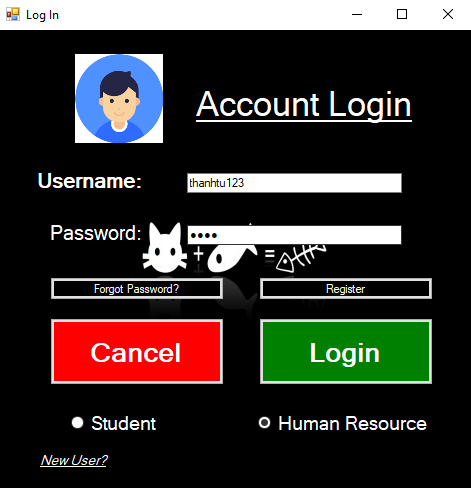 Log In
Account Login
Username: thanhtu123
Password: ••••
Forgot Password? Register
Cancel Login
Student Human Resource
New User?